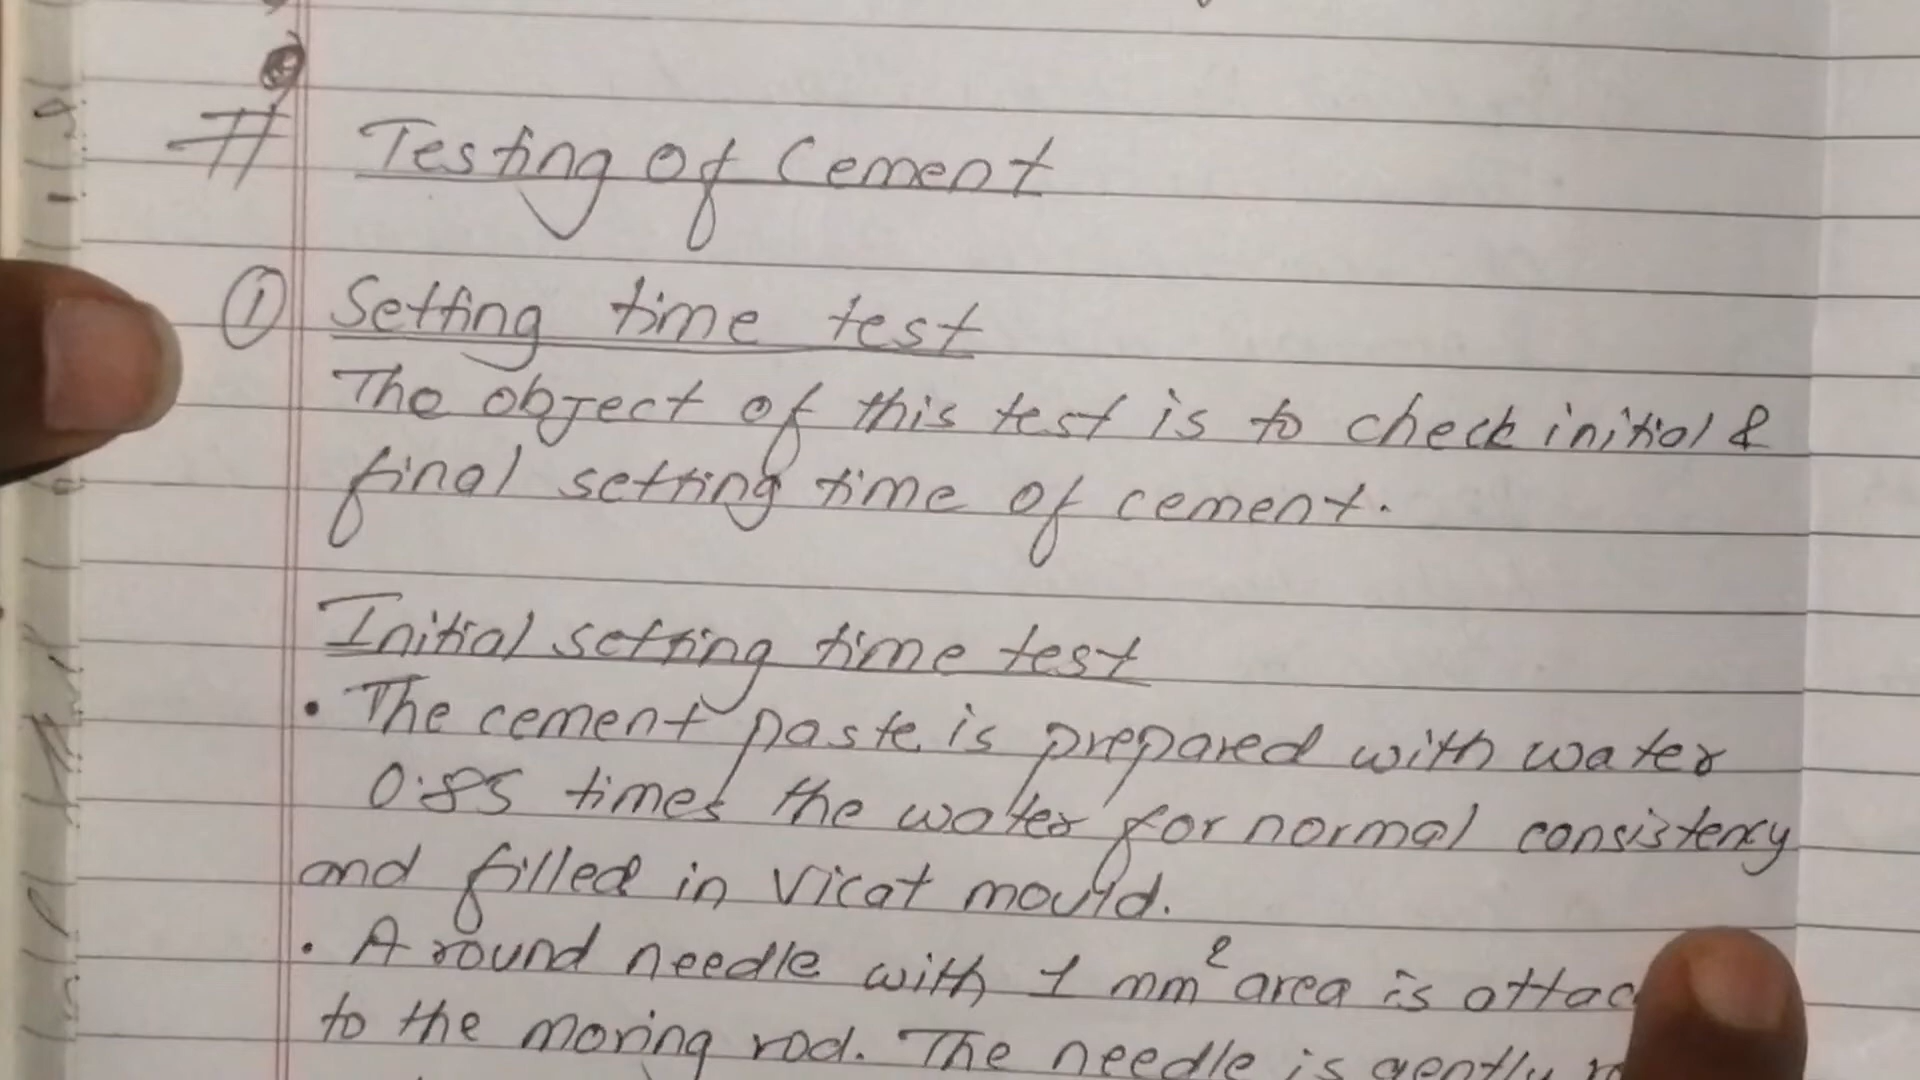 # Testing of Cement
① Setting time test
The object of this test is to check initial &
final setting time of cement.
Initial setting time test
• The cement paste is prepared with water
0.85 times the water for normal consistency
and filled in Vicat mould.
• A round needle with 1 mm² area is
to the moving rod. The needle is gently